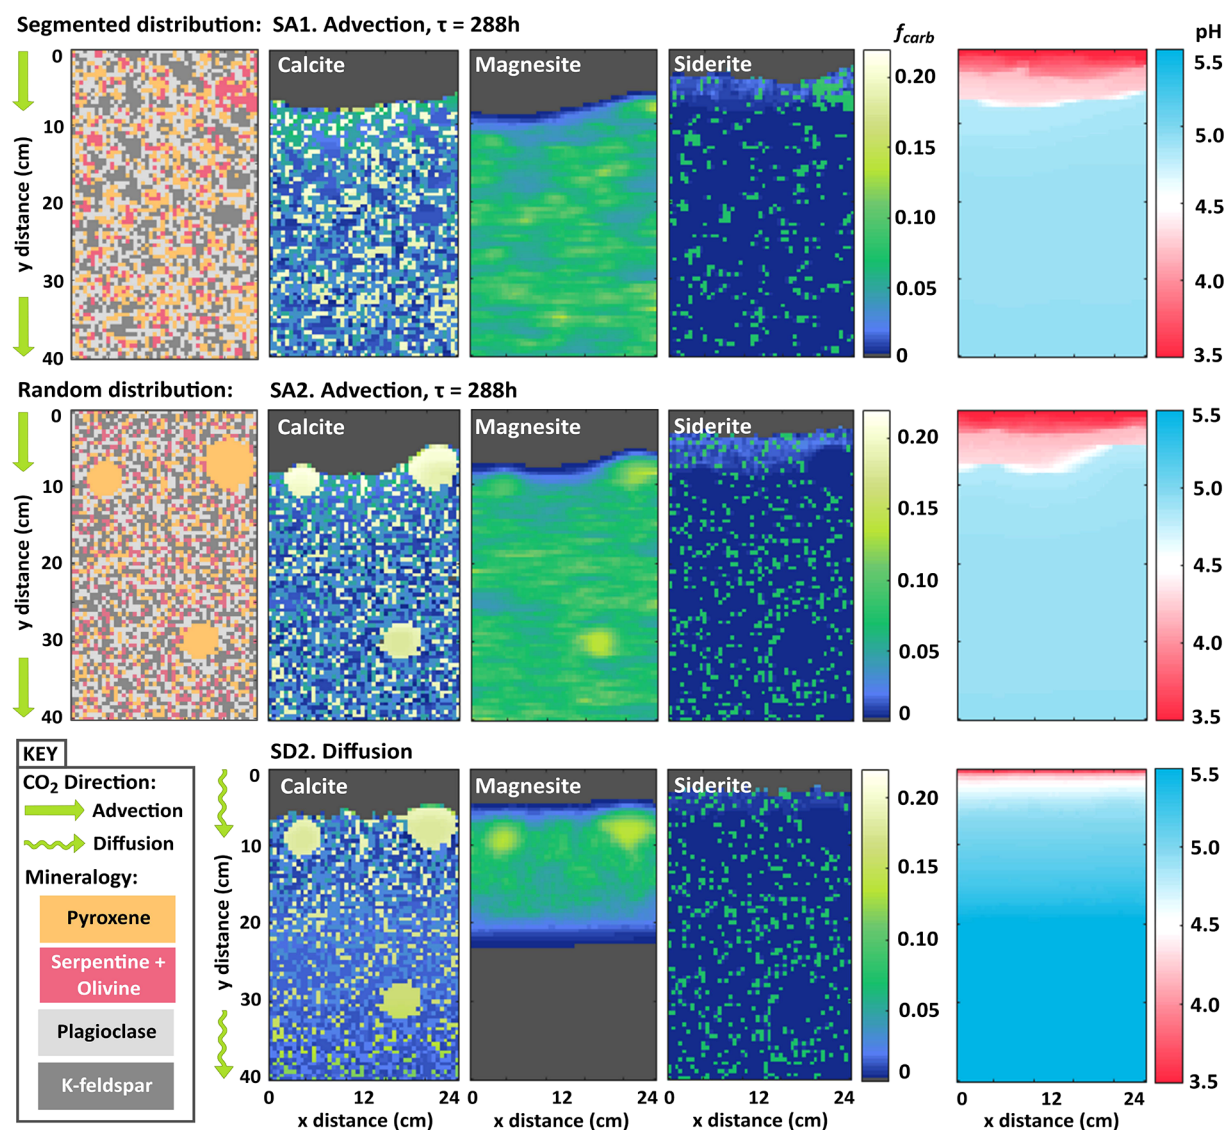 Segmented distribution: SA1. Advection, τ = 288h
f_carb
pH
0
10
20
30
40
y distance (cm)
Calcite
Magnesite
Siderite
0.20
0.15
0.10
0.05
0
5.5
5.0
4.5
4.0
3.5
Random distribution: SA2. Advection, τ = 288h
0
10
20
30
40
y distance (cm)
Calcite
Magnesite
Siderite
0.20
0.15
0.10
0.05
0
5.5
5.0
4.5
4.0
3.5
SD2. Diffusion
KEY
CO₂ Direction:
Advection
Diffusion
Mineralogy:
Pyroxene
Serpentine +
Olivine
Plagioclase
K-feldspar
0
10
20
30
40
y distance (cm)
Calcite
Magnesite
Siderite
0.20
0.15
0.10
0.05
0
5.5
5.0
4.5
4.0
3.5
0 12 24
0 12 24
0 12 24
0 12 24
x distance (cm)
x distance (cm)
x distance (cm)
x distance (cm)